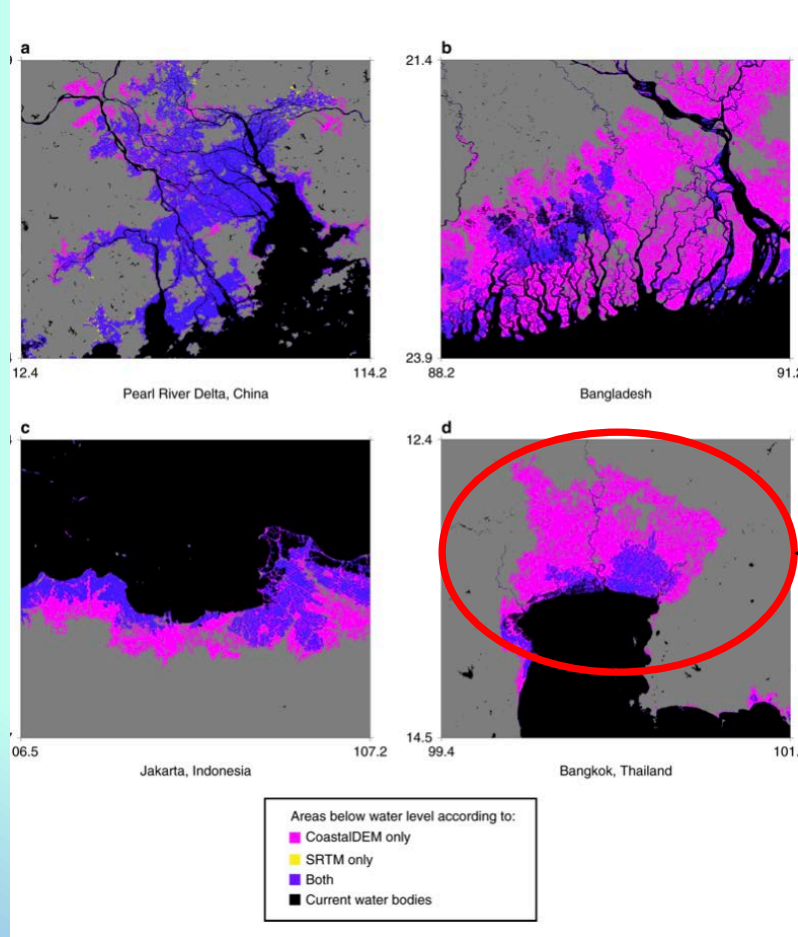 a
b
21.4
12.4
114.2
23.9
88.2
91.2
Pearl River Delta, China
Bangladesh
c
d
12.4
06.5
107.2
14.5
99.4
101.
Jakarta, Indonesia
Bangkok, Thailand
Areas below water level according to:
CoastalDEM only
SRTM only
Both
Current water bodies